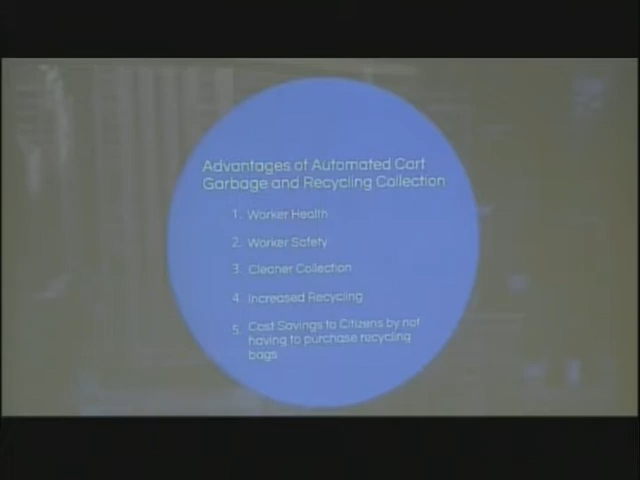 Advantages of Automated Cart
Garbage and Recycling Collection
1. Worker Health
2. Worker Safety
3. Cleaner Collection
4. Increased Recycling
5. Cost Savings to Citizens by not
having to purchase recycling
bags